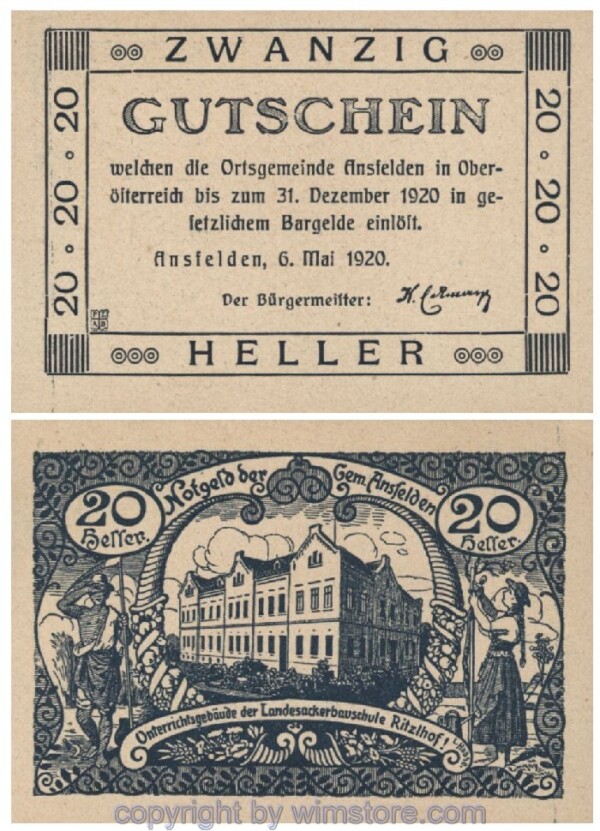 ZWANZIG
20 · 20 · 20
20 · 20 · 20
GUTSCHEIN
welchen die Ortsgemeinde Ansfelden in Ober-
österreich bis zum 31. Dezember 1920 in ge-
setzlichem Bargelde einlöst.
Ansfelden, 6. Mai 1920.
Der Bürgermeister:
HELLER
Notgeld der Gem. Ansfelden
20 Heller.
20 Heller.
Unterrichtsgebäude der Landesackerbauschule Ritzlhof!
copyright by wimstore.com